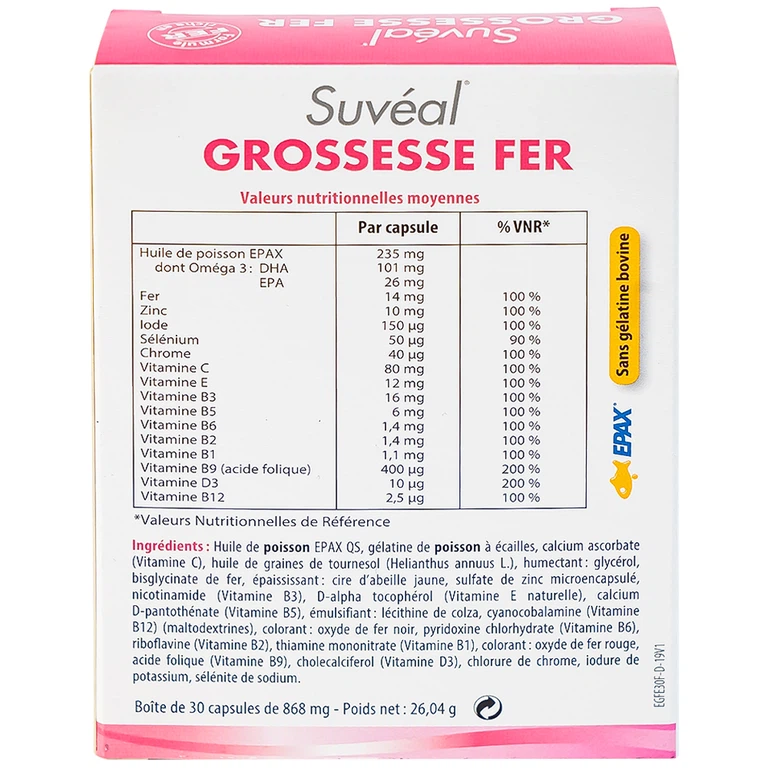 Suvéal
GROSSESSE FER
Formule
FER
Suvéal®
GROSSESSE FER
Valeurs nutritionnelles moyennes
Par capsule % VNR*
Huile de poisson EPAX 235 mg
dont Oméga 3 : DHA 101 mg
EPA 26 mg
Fer 14 mg 100 %
Zinc 10 mg 100 %
Iode 150 µg 100 %
Sélénium 50 µg 90 %
Chrome 40 µg 100 %
Vitamine C 80 mg 100 %
Vitamine E 12 mg 100 %
Vitamine B3 16 mg 100 %
Vitamine B5 6 mg 100 %
Vitamine B6 1,4 mg 100 %
Vitamine B2 1,4 mg 100 %
Vitamine B1 1,1 mg 100 %
Vitamine B9 (acide folique) 400 µg 200 %
Vitamine D3 10 µg 200 %
Vitamine B12 2,5 µg 100 %
*Valeurs Nutritionnelles de Référence
Sans gélatine bovine
EPAX®
Ingrédients : Huile de poisson EPAX QS, gélatine de poisson à écailles, calcium ascorbate
(Vitamine C), huile de graines de tournesol (Helianthus annuus L.), humectant : glycérol,
bisglycinate de fer, épaississant : cire d'abeille jaune, sulfate de zinc microencapsulé,
nicotinamide (Vitamine B3), D-alpha tocophérol (Vitamine E naturelle), calcium
D-pantothénate (Vitamine B5), émulsifiant : lécithine de colza, cyanocobalamine (Vitamine
B12) (maltodextrines), colorant : oxyde de fer noir, pyridoxine chlorhydrate (Vitamine B6),
riboflavine (Vitamine B2), thiamine mononitrate (Vitamine B1), colorant : oxyde de fer rouge,
acide folique (Vitamine B9), cholecalciferol (Vitamine D3), chlorure de chrome, iodure de
potassium, sélénite de sodium.
Boîte de 30 capsules de 868 mg - Poids net : 26,04 g
EGFE30F-D-19V1